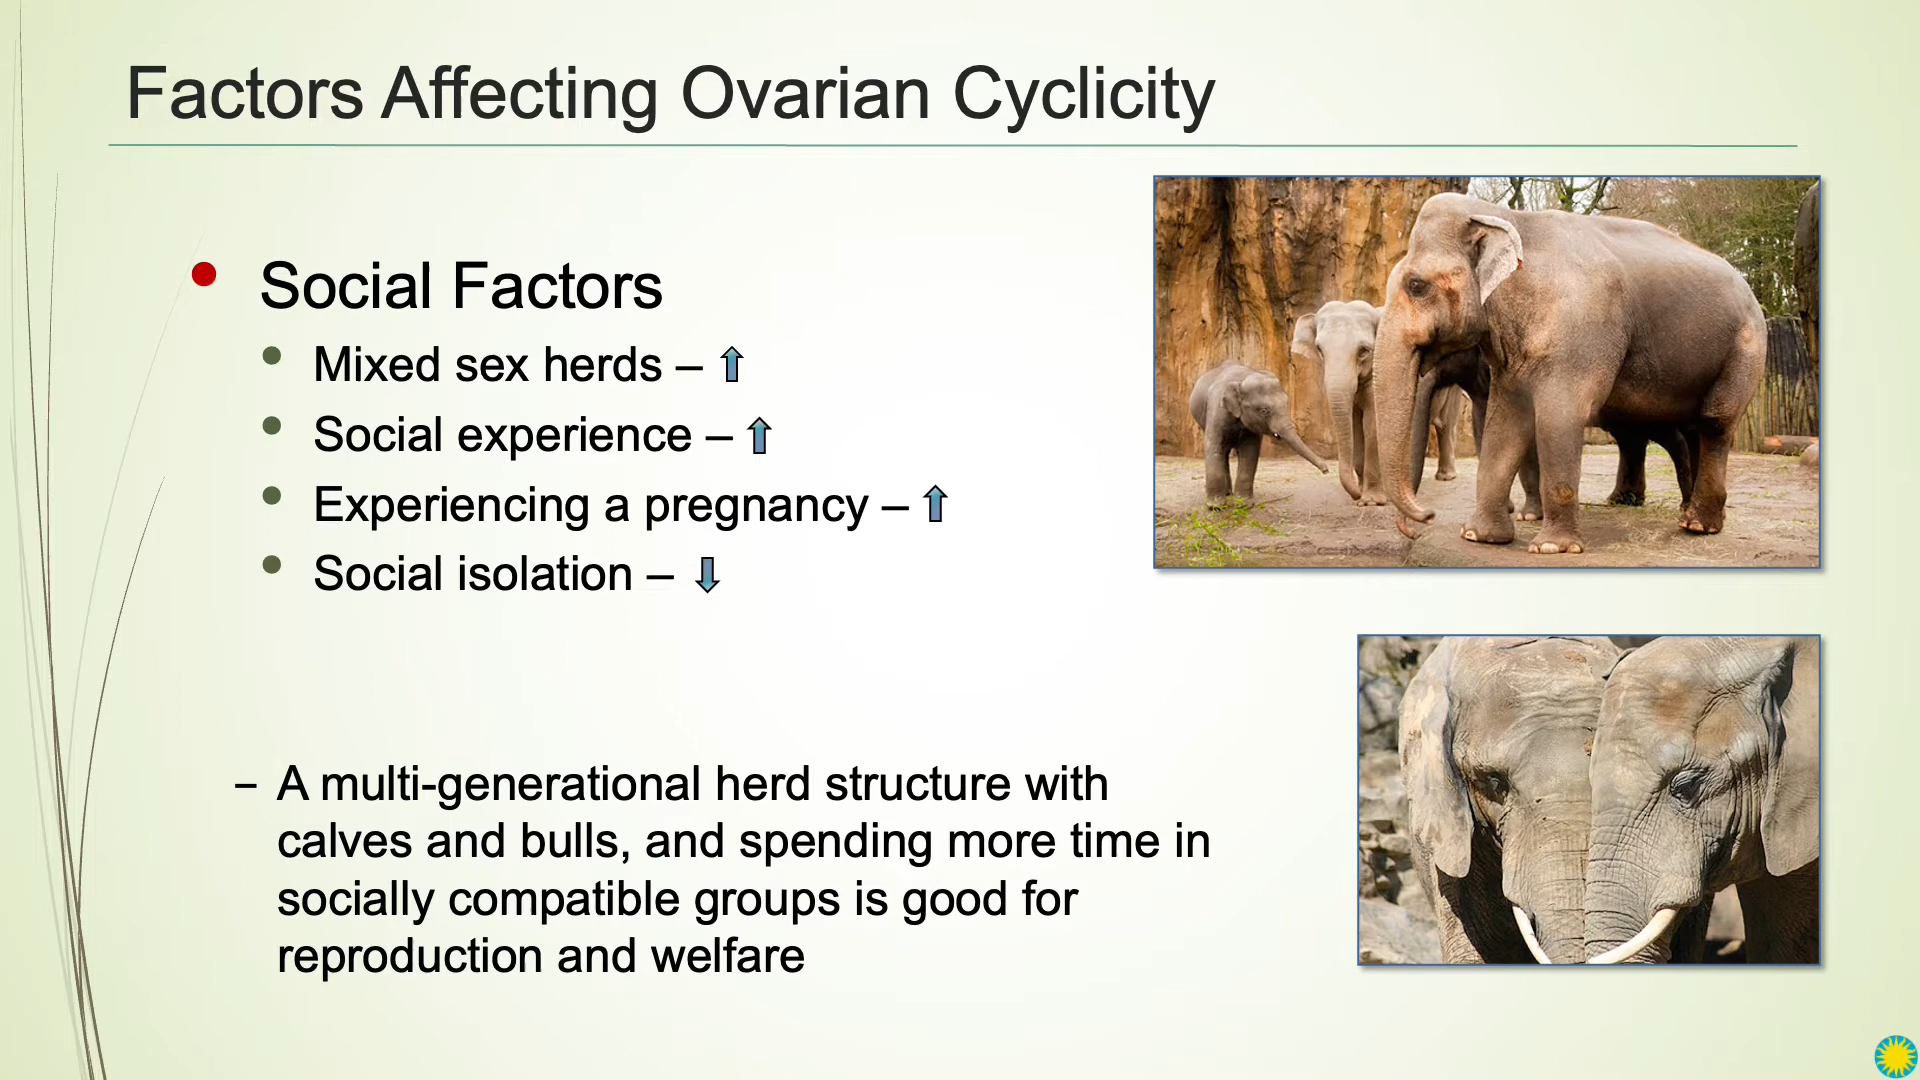 Factors Affecting Ovarian Cyclicity
• Social Factors
• Mixed sex herds – ⇧
• Social experience – ⇧
• Experiencing a pregnancy – ⇧
• Social isolation – ⇩
– A multi-generational herd structure with
calves and bulls, and spending more time in
socially compatible groups is good for
reproduction and welfare